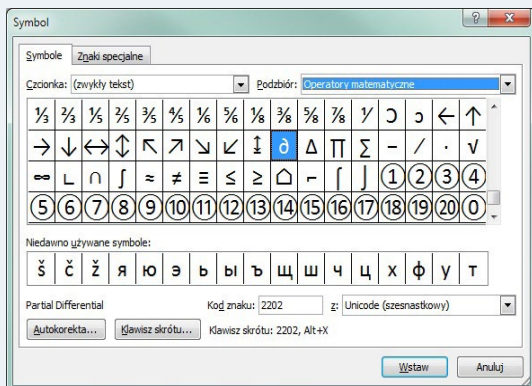 Symbol
Symbole Znaki specjalne
Czcionka: (zwykły tekst) Podzbiór: Operatory matematyczne
⅓ ⅔ ⅕ ⅖ ⅗ ⅘ ⅙ ⅚ ⅛ ⅜ ⅝ ⅞ ⅟ Ↄ ↄ ← ↑
→ ↓ ↔ ↕ ↖ ↗ ↘ ↙ ↨ ∂ ∆ ∏ ∑ − ∕ ∙ √
∞ ∟ ∩ ∫ ≈ ≠ ≡ ≤ ≥ ⌂ ⌐ ⌠ ⌡ ① ② ③ ④
⑤ ⑥ ⑦ ⑧ ⑨ ⑩ ⑪ ⑫ ⑬ ⑭ ⑮ ⑯ ⑰ ⑱ ⑲ ⑳ ⓪
Niedawno używane symbole:
š č ž я ю э ь ы ъ щ ш ч ц х ф у т
Partial Differential Kod znaku: 2202 z: Unicode (szesnastkowy)
Autokorekta... Klawisz skrótu... Klawisz skrótu: 2202, Alt+X
Wstaw Anuluj